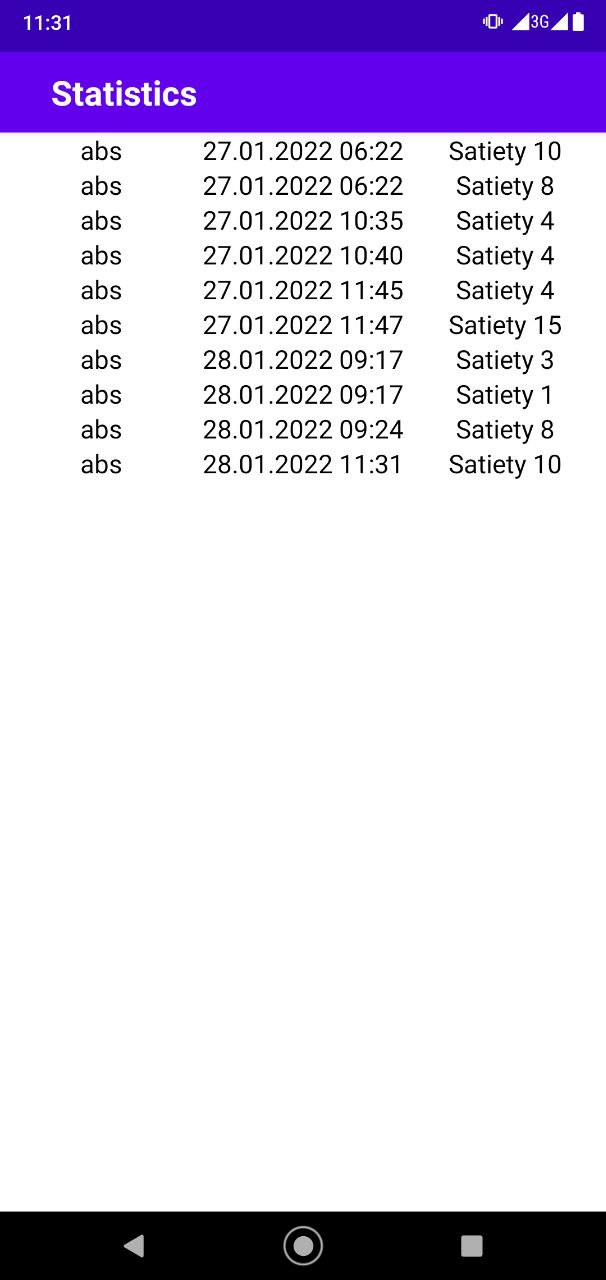 11:31 3G
Statistics
abs 27.01.2022 06:22 Satiety 10
abs 27.01.2022 06:22 Satiety 8
abs 27.01.2022 10:35 Satiety 4
abs 27.01.2022 10:40 Satiety 4
abs 27.01.2022 11:45 Satiety 4
abs 27.01.2022 11:47 Satiety 15
abs 28.01.2022 09:17 Satiety 3
abs 28.01.2022 09:17 Satiety 1
abs 28.01.2022 09:24 Satiety 8
abs 28.01.2022 11:31 Satiety 10